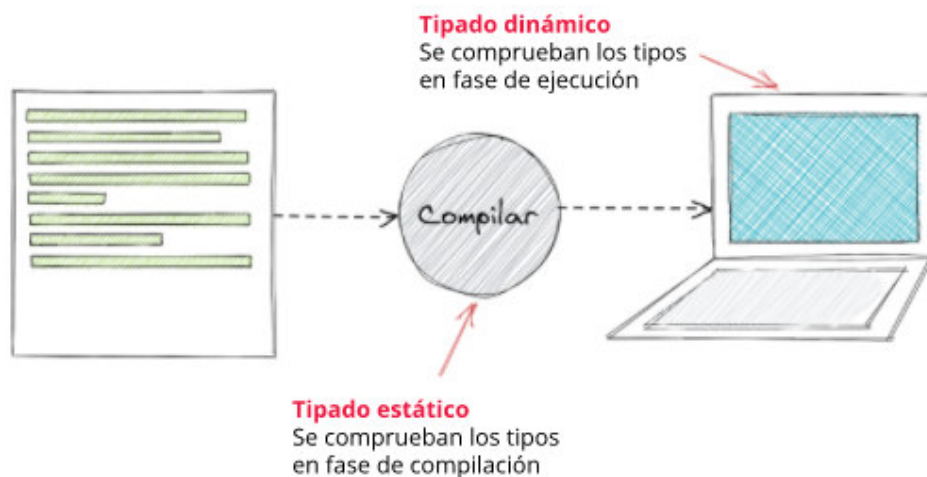 Tipado dinámico
Se comprueban los tipos
en fase de ejecución
Compilar
Tipado estático
Se comprueban los tipos
en fase de compilación